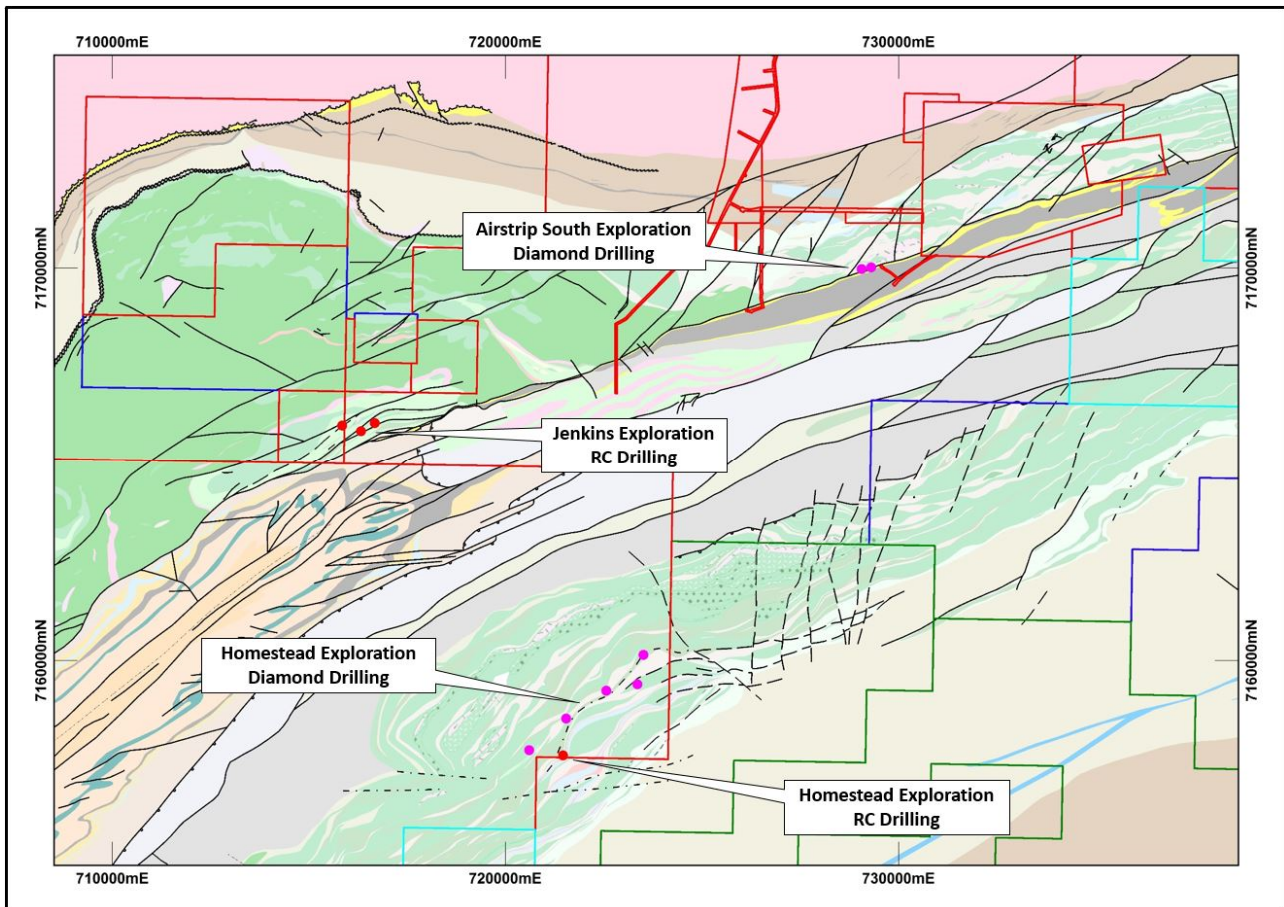 710000mE
720000mE
730000mE
Airstrip South Exploration
Diamond Drilling
7170000mN
7170000mN
Jenkins Exploration
RC Drilling
Homestead Exploration
Diamond Drilling
7160000mN
7160000mN
Homestead Exploration
RC Drilling
710000mE
720000mE
730000mE